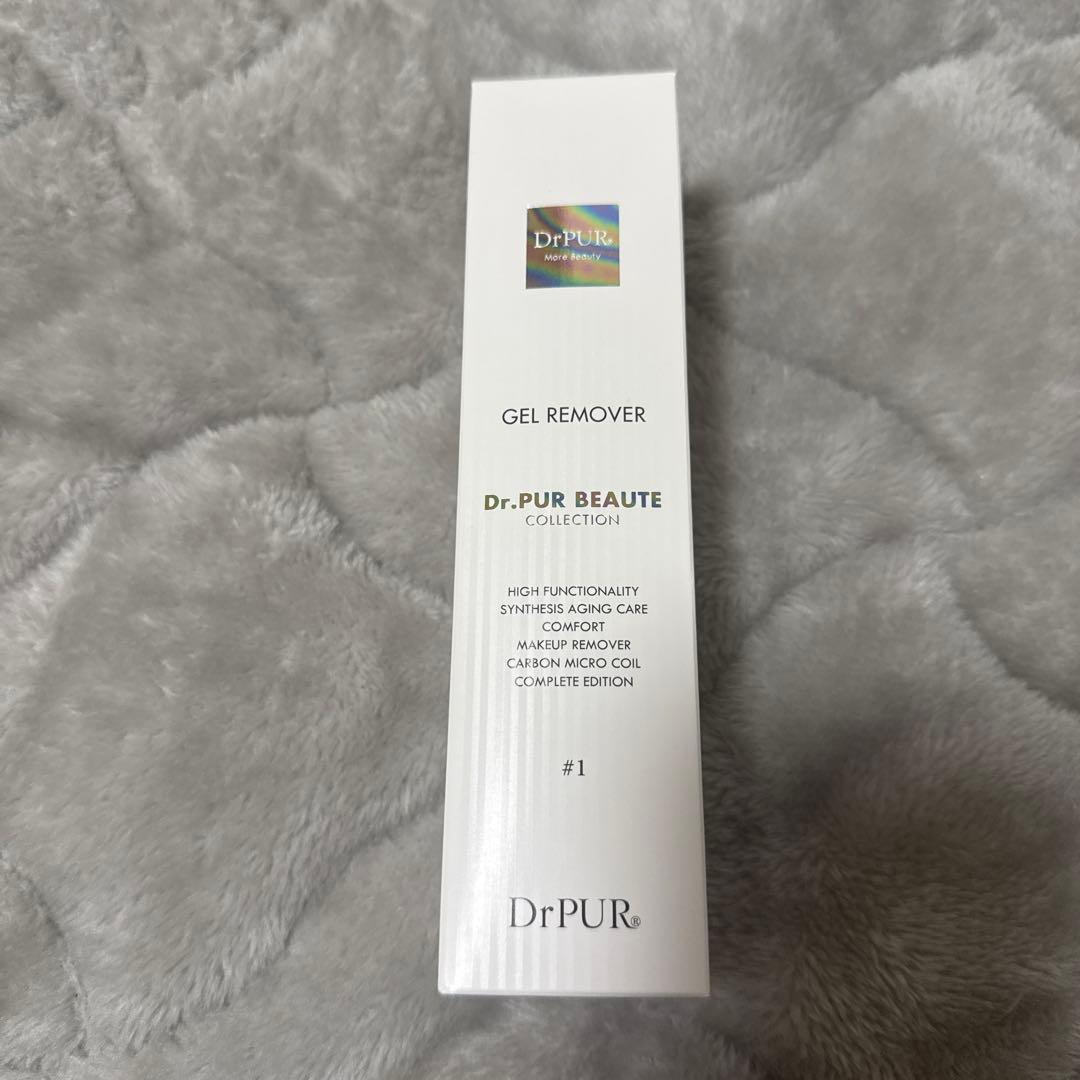 DrPUR®
More Beauty
GEL REMOVER
Dr.PUR BEAUTE
COLLECTION
HIGH FUNCTIONALITY
SYNTHESIS AGING CARE
COMFORT
MAKEUP REMOVER
CARBON MICRO COIL
COMPLETE EDITION
#1
DrPUR®